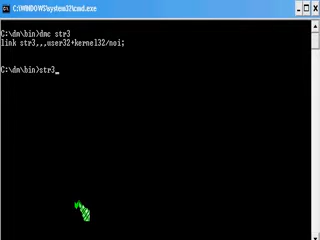 C:\WINDOWS\system32\cmd.exe
C:\dm\bin>dmc str3
link str3,,,user32+kernel32/noi;
C:\dm\bin>str3_